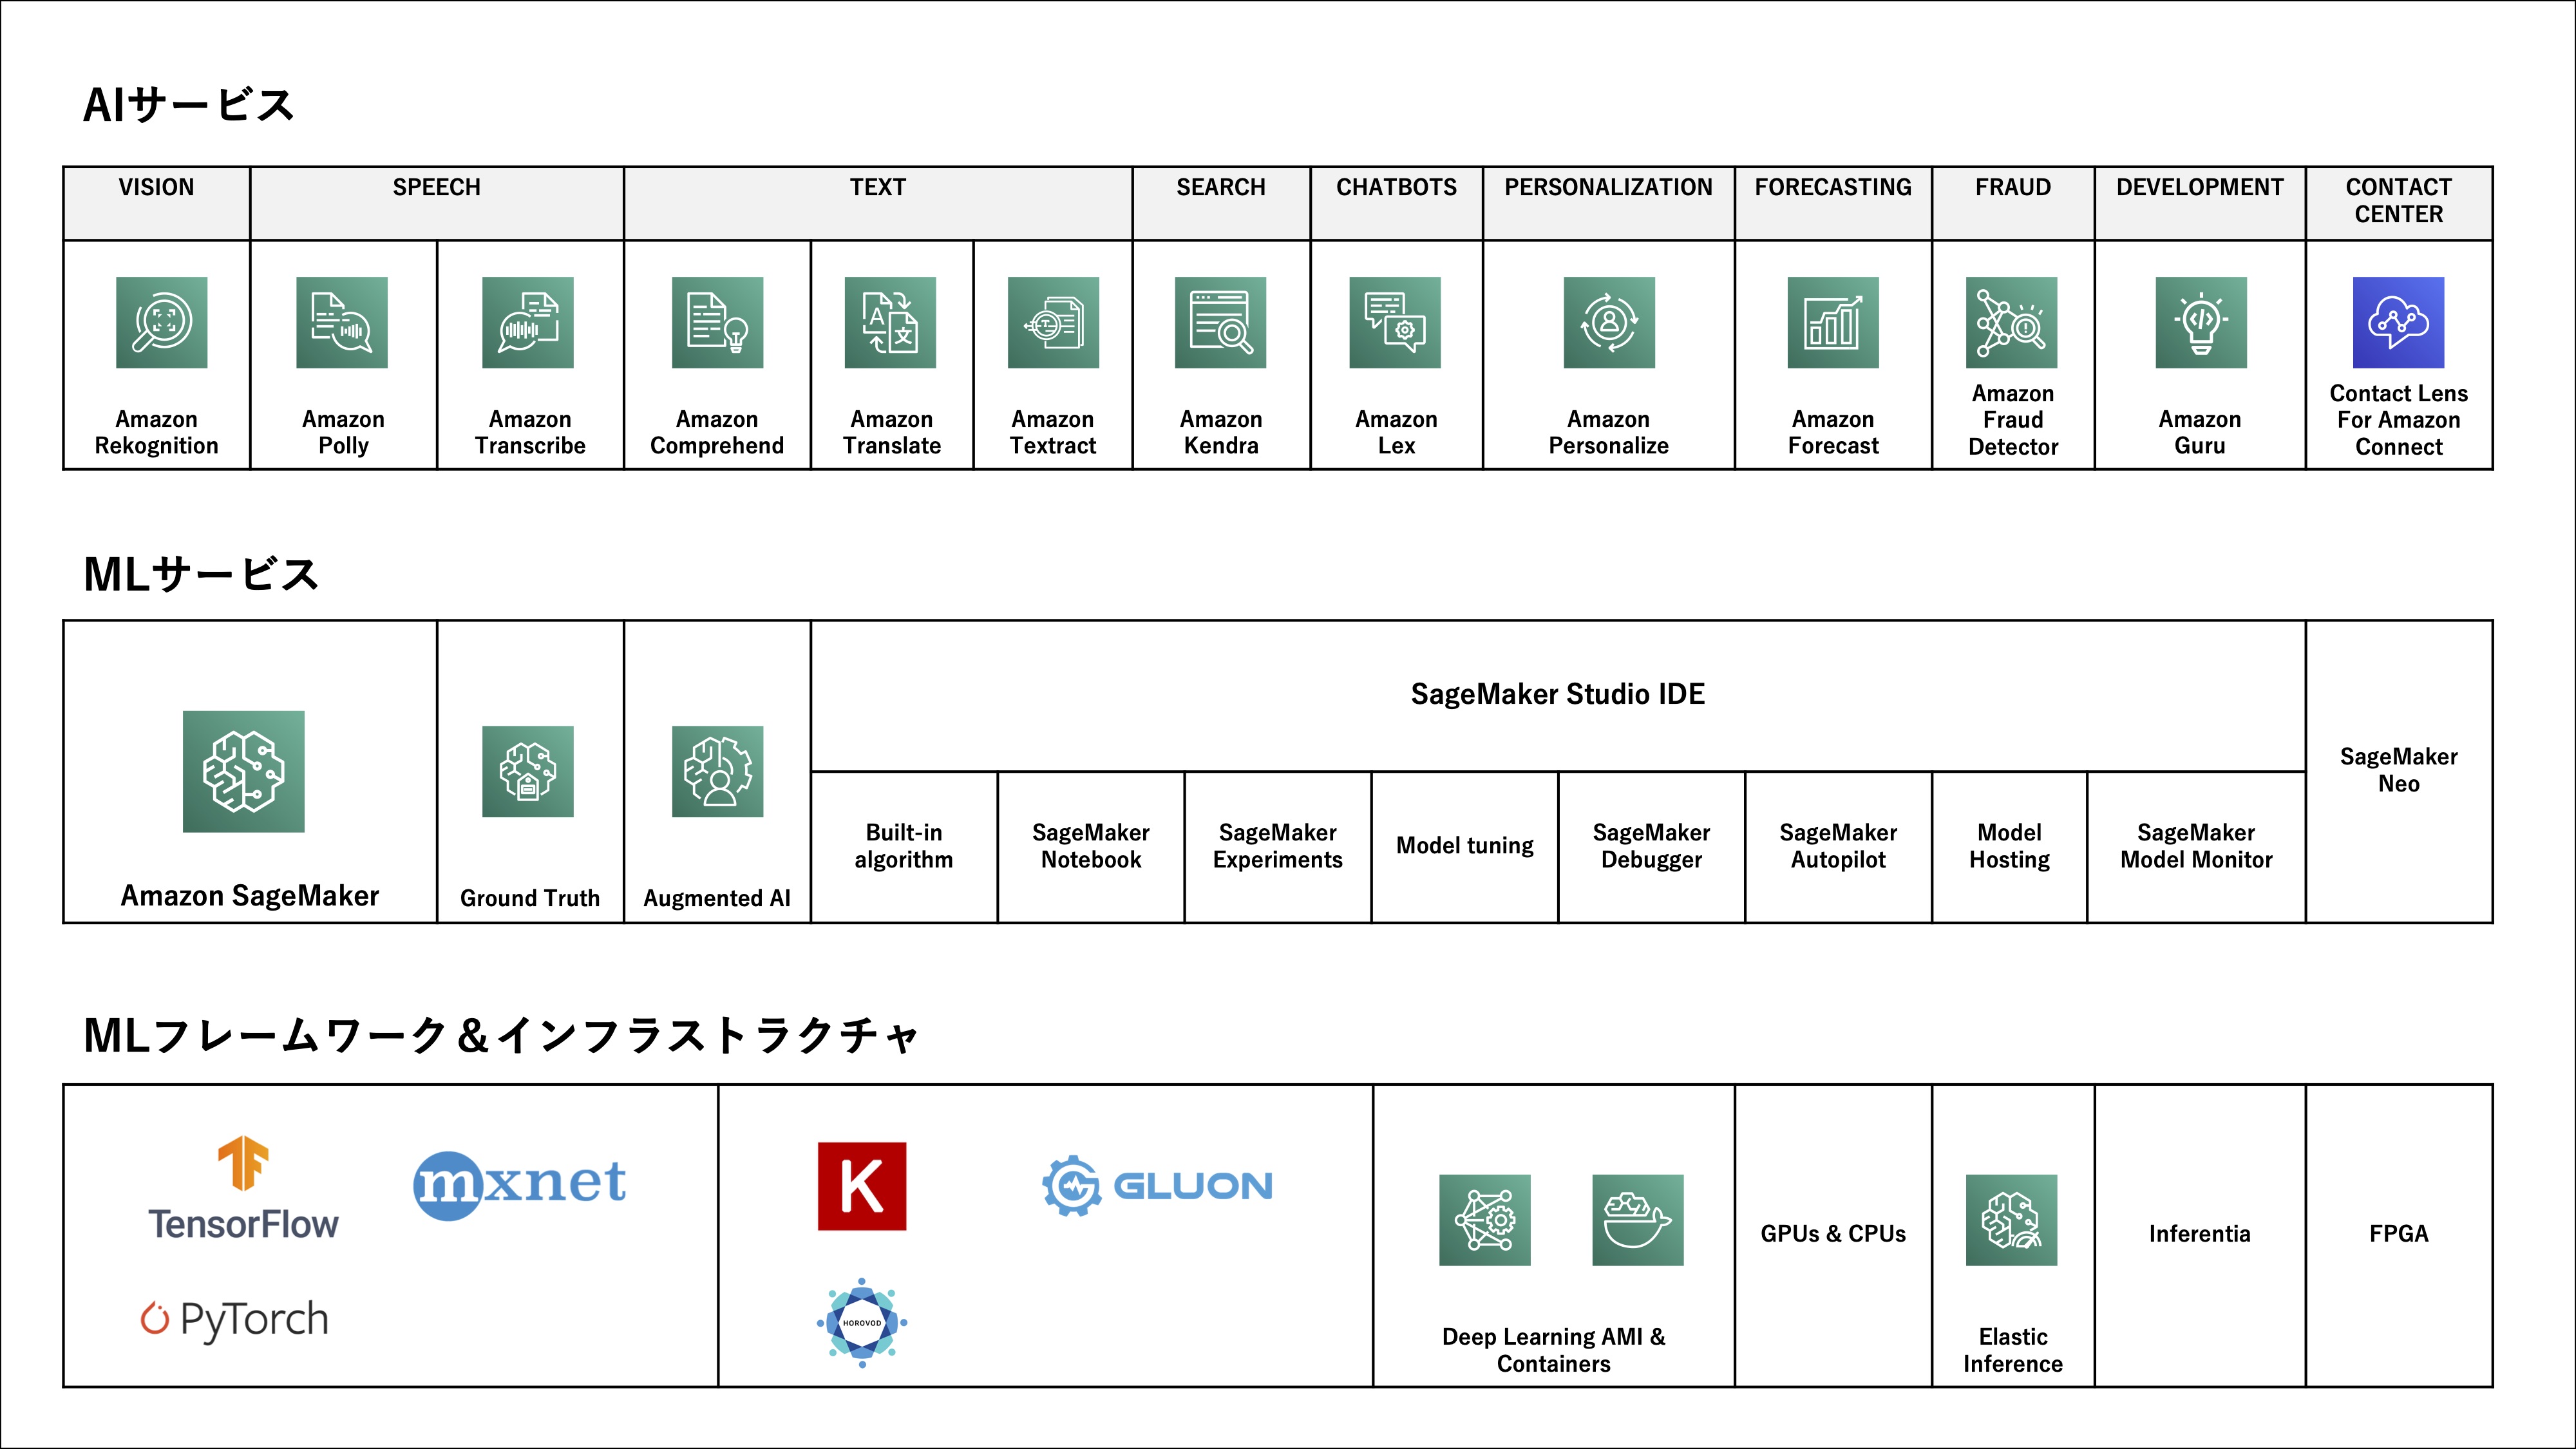 AIサービス
VISION
SPEECH
TEXT
SEARCH
CHATBOTS
PERSONALIZATION
FORECASTING
FRAUD
DEVELOPMENT
CONTACT
CENTER
Amazon
Rekognition
Amazon
Polly
Amazon
Transcribe
Amazon
Comprehend
A
文
Amazon
Translate
T
Amazon
Textract
Amazon
Kendra
Amazon
Lex
Amazon
Personalize
Amazon
Forecast
Amazon
Fraud
Detector
Amazon
Guru
Contact Lens
For Amazon
Connect
MLサービス
Amazon SageMaker
Ground Truth
Augmented AI
SageMaker Studio IDE
Built-in
algorithm
SageMaker
Notebook
SageMaker
Experiments
Model tuning
SageMaker
Debugger
SageMaker
Autopilot
Model
Hosting
SageMaker
Model Monitor
SageMaker
Neo
MLフレームワーク＆インフラストラクチャ
TensorFlow
mxnet
PyTorch
K
GLUON
HOROVOD
Deep Learning AMI &
Containers
GPUs & CPUs
Elastic
Inference
Inferentia
FPGA